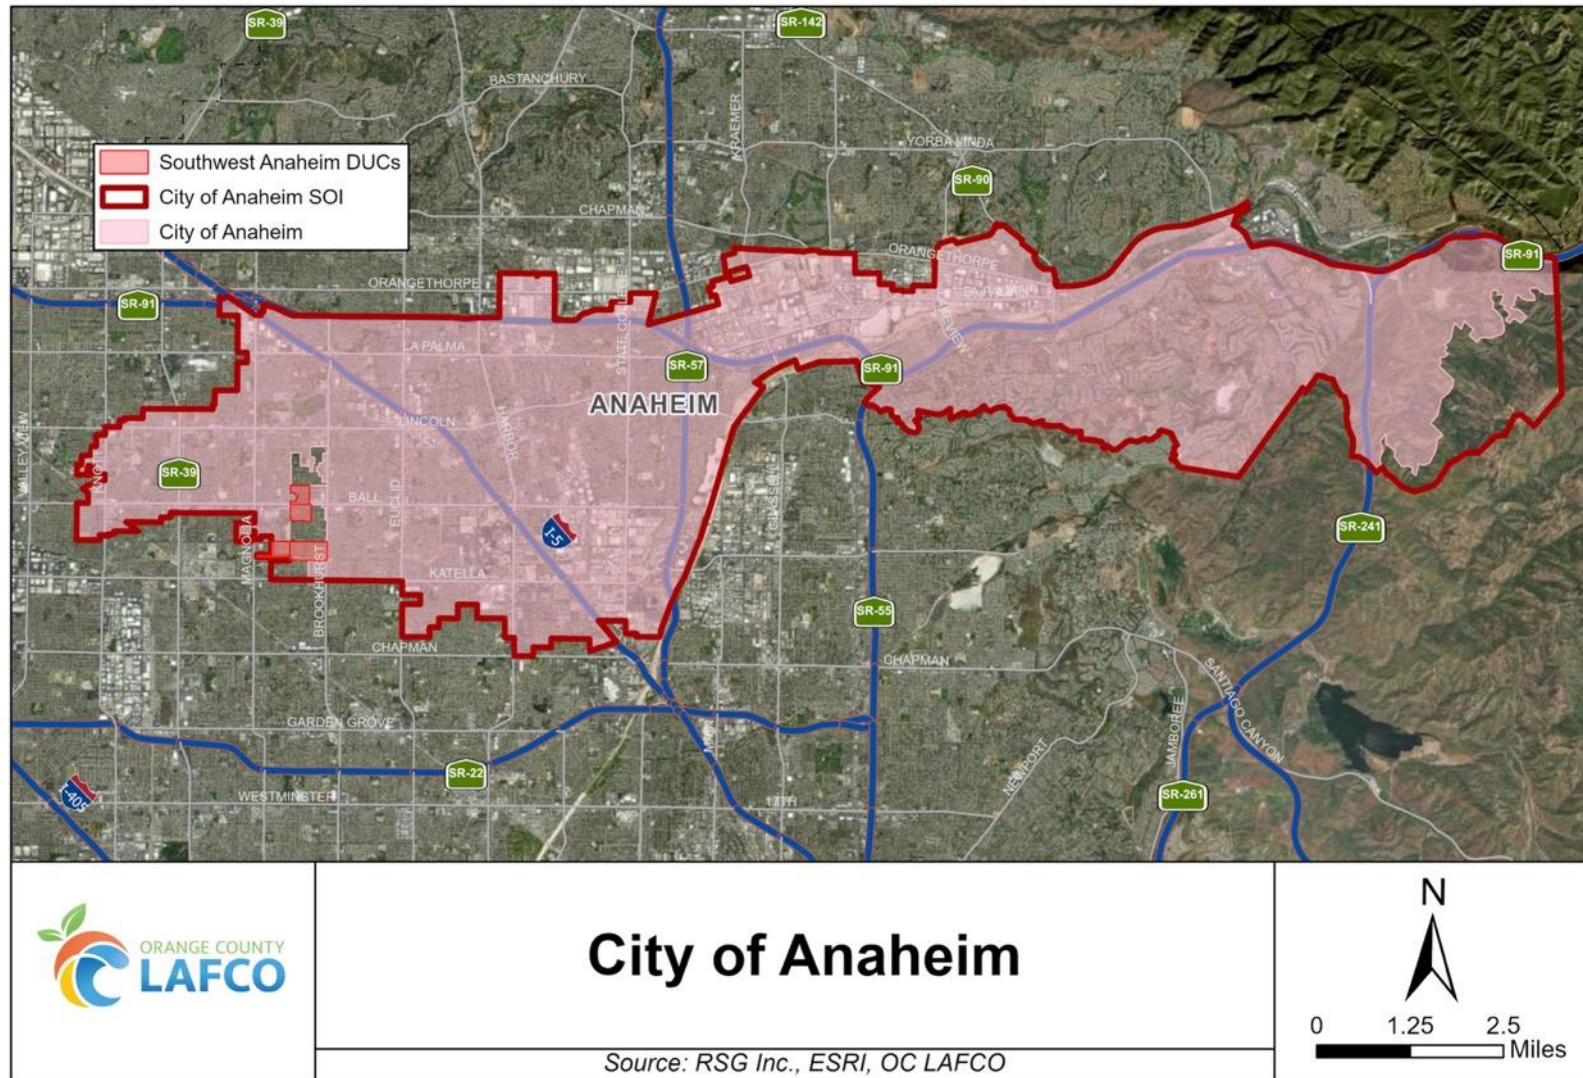 SR-39
SR-142
BASTANCHURY
KRAEMER
YORBA LINDA
Southwest Anaheim DUCs
City of Anaheim SOI
City of Anaheim
SR-90
CHAPMAN
ORANGETHORPE
SR-91
ORANGETHORPE
SR-91
LA PALMA
STATE COLLEGE
SR-57
SR-91
ANAHEIM
LINCOLN
HARBOR
VALLEY VIEW
SR-39
BALL
EUCLID
I-5
MAGNOLIA
BROOKHURST
KATELLA
SR-241
SR-55
CHAPMAN
CHAPMAN
SANTIAGO CANYON
GARDEN GROVE
JAMBOREE
NEWPORT
SR-22
I-405
WESTMINSTER
17TH
SR-261
ORANGE COUNTY
LAFCO
City of Anaheim
Source: RSG Inc., ESRI, OC LAFCO
N
0 1.25 2.5
Miles